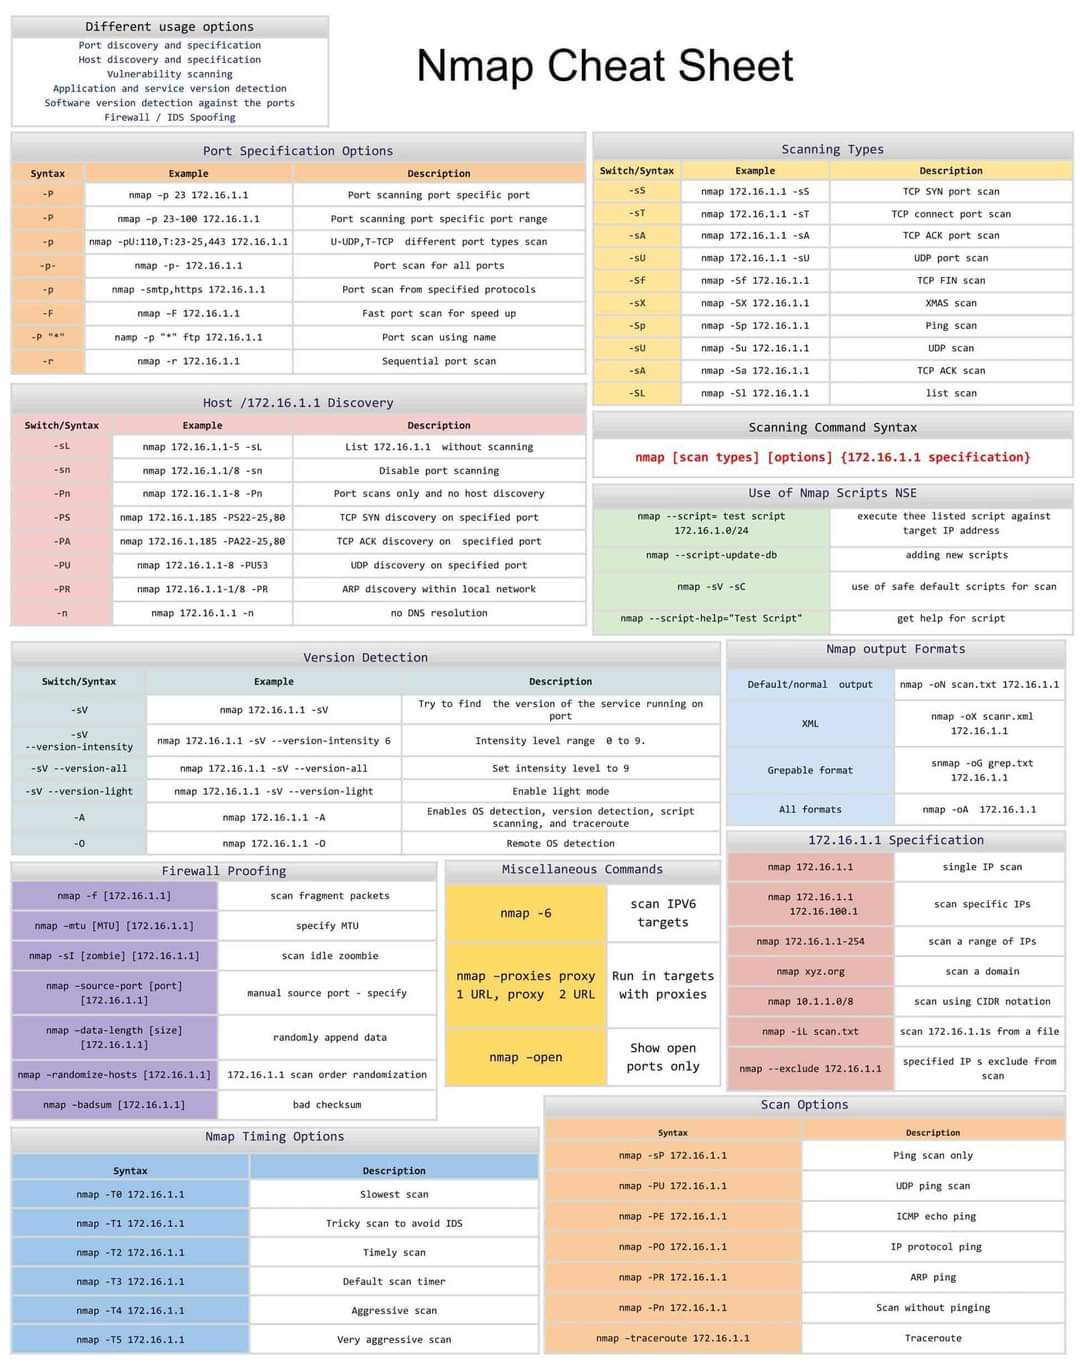 Different usage options
Port discovery and specification
Host discovery and specification
Vulnerability scanning
Application and service version detection
Software version detection against the ports
Firewall / IDS Spoofing
Nmap Cheat Sheet
Port Specification Options
Syntax Example Description
-P nmap –p 23 172.16.1.1 Port scanning port specific port
-P nmap –p 23-100 172.16.1.1 Port scanning port specific port range
-p nmap -pU:110,T:23-25,443 172.16.1.1 U-UDP,T-TCP different port types scan
-p- nmap -p- 172.16.1.1 Port scan for all ports
-p nmap -smtp,https 172.16.1.1 Port scan from specified protocols
-F nmap –F 172.16.1.1 Fast port scan for speed up
-P "*" namp -p "*" ftp 172.16.1.1 Port scan using name
-r nmap -r 172.16.1.1 Sequential port scan
Scanning Types
Switch/Syntax Example Description
-sS nmap 172.16.1.1 -sS TCP SYN port scan
-sT nmap 172.16.1.1 -sT TCP connect port scan
-sA nmap 172.16.1.1 -sA TCP ACK port scan
-sU nmap 172.16.1.1 -sU UDP port scan
-Sf nmap -Sf 172.16.1.1 TCP FIN scan
-sX nmap -SX 172.16.1.1 XMAS scan
-Sp nmap -Sp 172.16.1.1 Ping scan
-sU nmap -Su 172.16.1.1 UDP scan
-sA nmap -Sa 172.16.1.1 TCP ACK scan
-SL nmap -Sl 172.16.1.1 list scan
Host /172.16.1.1 Discovery
Switch/Syntax Example Description
-sL nmap 172.16.1.1-5 -sL List 172.16.1.1 without scanning
-sn nmap 172.16.1.1/8 -sn Disable port scanning
-Pn nmap 172.16.1.1-8 -Pn Port scans only and no host discovery
-PS nmap 172.16.1.185 -PS22-25,80 TCP SYN discovery on specified port
-PA nmap 172.16.1.185 -PA22-25,80 TCP ACK discovery on specified port
-PU nmap 172.16.1.1-8 -PU53 UDP discovery on specified port
-PR nmap 172.16.1.1-1/8 -PR ARP discovery within local network
-n nmap 172.16.1.1 -n no DNS resolution
Scanning Command Syntax
nmap [scan types] [options] {172.16.1.1 specification}
Use of Nmap Scripts NSE
nmap --script= test script execute thee listed script against
172.16.1.0/24 target IP address
nmap --script-update-db adding new scripts
nmap -sV -sC use of safe default scripts for scan
nmap --script-help="Test Script" get help for script
Version Detection
Switch/Syntax Example Description
-sV nmap 172.16.1.1 -sV Try to find the version of the service running on
port
-sV
--version-intensity nmap 172.16.1.1 -sV --version-intensity 6 Intensity level range 0 to 9.
-sV --version-all nmap 172.16.1.1 -sV --version-all Set intensity level to 9
-sV --version-light nmap 172.16.1.1 -sV --version-light Enable light mode
-A nmap 172.16.1.1 -A Enables OS detection, version detection, script
scanning, and traceroute
-O nmap 172.16.1.1 -O Remote OS detection
Nmap output Formats
Default/normal output nmap -oN scan.txt 172.16.1.1
XML nmap -oX scanr.xml
172.16.1.1
Grepable format snmap -oG grep.txt
172.16.1.1
All formats nmap -oA 172.16.1.1
Firewall Proofing
nmap -f [172.16.1.1] scan fragment packets
nmap –mtu [MTU] [172.16.1.1] specify MTU
nmap -sI [zombie] [172.16.1.1] scan idle zoombie
nmap –source-port [port]
[172.16.1.1] manual source port - specify
nmap –data-length [size]
[172.16.1.1] randomly append data
nmap –randomize-hosts [172.16.1.1] 172.16.1.1 scan order randomization
nmap –badsum [172.16.1.1] bad checksum
Miscellaneous Commands
nmap -6 scan IPV6
targets
nmap –proxies proxy Run in targets
1 URL, proxy 2 URL with proxies
nmap –open Show open
ports only
172.16.1.1 Specification
nmap 172.16.1.1 single IP scan
nmap 172.16.1.1
172.16.100.1 scan specific IPs
nmap 172.16.1.1-254 scan a range of IPs
nmap xyz.org scan a domain
nmap 10.1.1.0/8 scan using CIDR notation
nmap -iL scan.txt scan 172.16.1.1s from a file
nmap --exclude 172.16.1.1 specified IP s exclude from
scan
Nmap Timing Options
Syntax Description
nmap -T0 172.16.1.1 Slowest scan
nmap -T1 172.16.1.1 Tricky scan to avoid IDS
nmap -T2 172.16.1.1 Timely scan
nmap -T3 172.16.1.1 Default scan timer
nmap -T4 172.16.1.1 Aggressive scan
nmap -T5 172.16.1.1 Very aggressive scan
Scan Options
Syntax Description
nmap -sP 172.16.1.1 Ping scan only
nmap -PU 172.16.1.1 UDP ping scan
nmap -PE 172.16.1.1 ICMP echo ping
nmap -PO 172.16.1.1 IP protocol ping
nmap -PR 172.16.1.1 ARP ping
nmap -Pn 172.16.1.1 Scan without pinging
nmap –traceroute 172.16.1.1 Traceroute